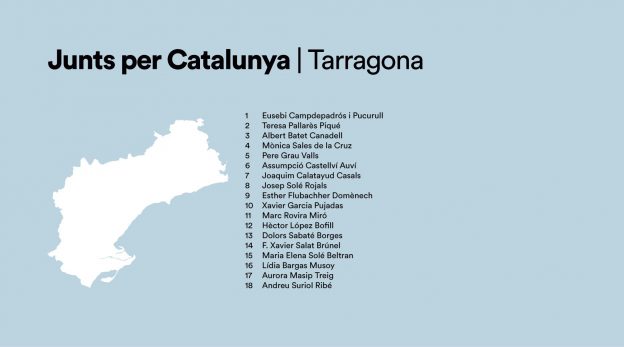 Junts per Catalunya | Tarragona
1 Eusebi Campdepadrós i Pucurull
2 Teresa Pallarès Piqué
3 Albert Batet Canadell
4 Mònica Sales de la Cruz
5 Pere Grau Valls
6 Assumpció Castellví Auví
7 Joaquim Calatayud Casals
8 Josep Solé Rojals
9 Esther Flubachher Domènech
10 Xavier García Pujadas
11 Marc Rovira Miró
12 Hèctor López Bofill
13 Dolors Sabaté Borges
14 F. Xavier Salat Brúnel
15 Maria Elena Solé Beltran
16 Lídia Bargas Musoy
17 Aurora Masip Treig
18 Andreu Suriol Ribé